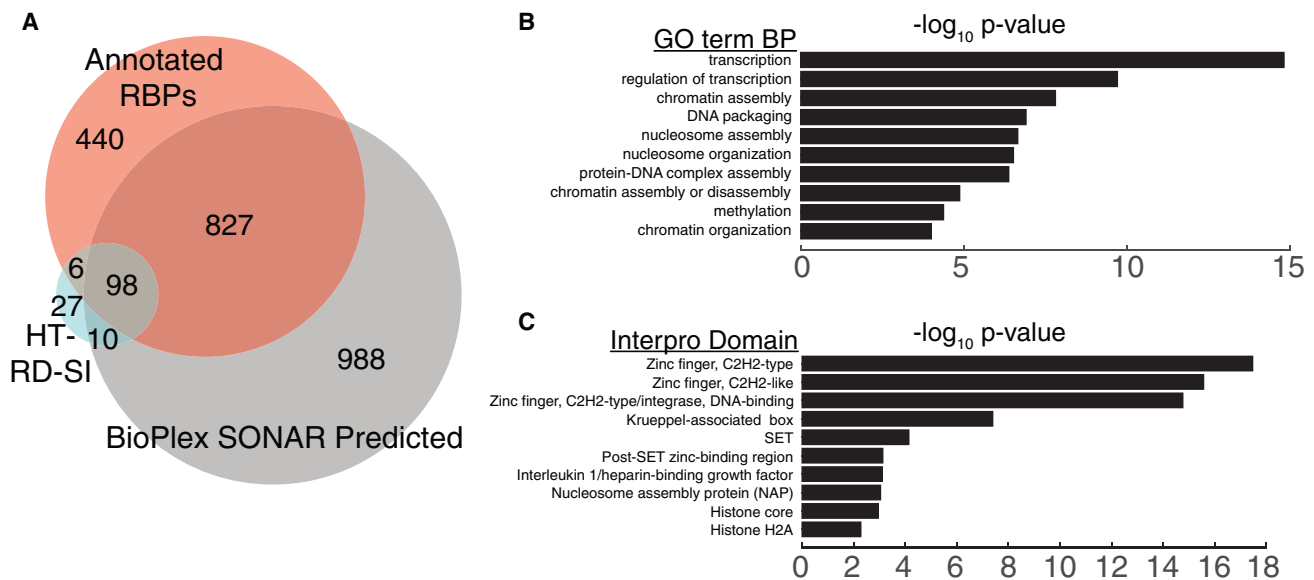 A
Annotated
RBPs
440
827
6
98
27
10
HT-
RD-SI
988
BioPlex SONAR Predicted
B
-log10 p-value
GO term BP
transcription
regulation of transcription
chromatin assembly
DNA packaging
nucleosome assembly
nucleosome organization
protein-DNA complex assembly
chromatin assembly or disassembly
methylation
chromatin organization
0 5 10 15
C
-log10 p-value
Interpro Domain
Zinc finger, C2H2-type
Zinc finger, C2H2-like
Zinc finger, C2H2-type/integrase, DNA-binding
Krueppel-associated box
SET
Post-SET zinc-binding region
Interleukin 1/heparin-binding growth factor
Nucleosome assembly protein (NAP)
Histone core
Histone H2A
0 2 4 6 8 10 12 14 16 18